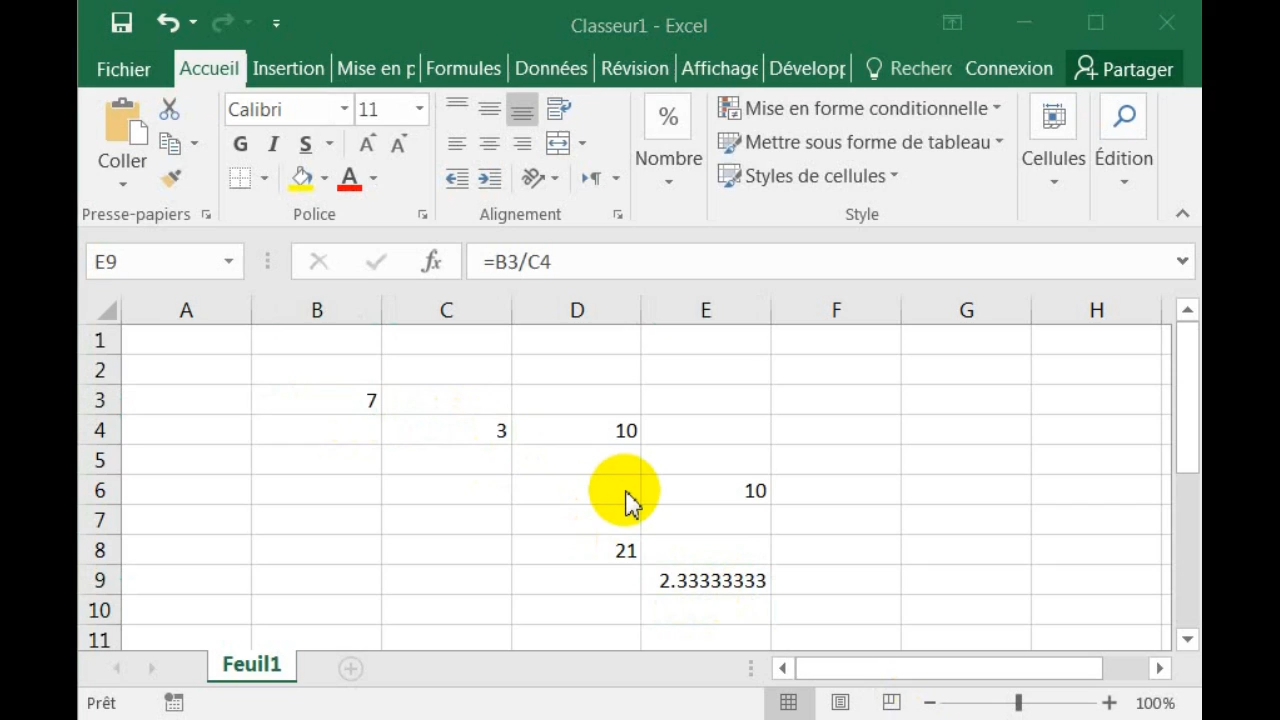 Classeur1 - Excel
Fichier Accueil Insertion Mise en p Formules Données Révision Affichage Développ Recherc Connexion Partager
Calibri 11 % Mise en forme conditionnelle
G I S A A Mettre sous forme de tableau
Coller Nombre Cellules Édition
A Styles de cellules
Presse-papiers Police Alignement Style
E9 fx =B3/C4
A B C D E F G H
1
2
3 7
4 3 10
5
6 10
7
8 21
9 2.33333333
10
11
Feuil1
Prêt 100%